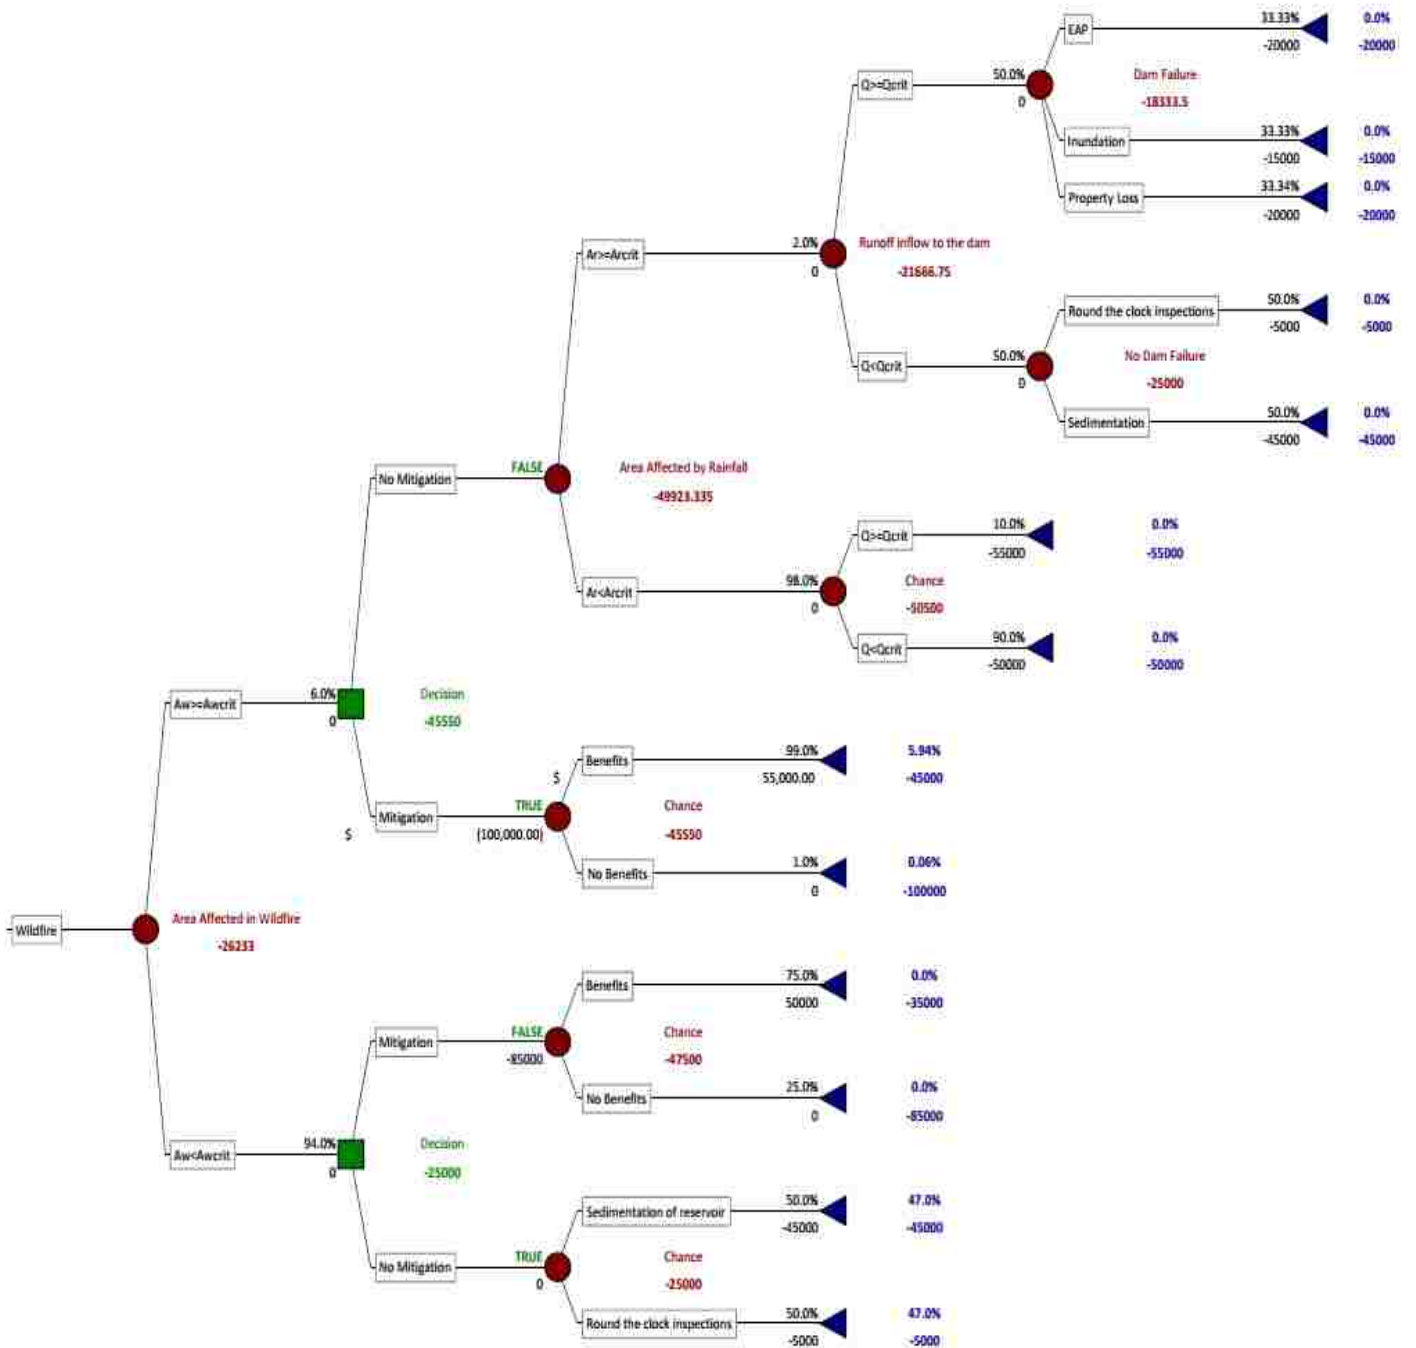 33.33%
0.0%
EAP
-20000
-20000
Q>=Qcrit
50.0%
Dam Failure
0
-18333.5
33.33%
0.0%
Inundation
-15000
-15000
33.34%
0.0%
Property Loss
-20000
-20000
Ar>=Arcrit
2.0%
Runoff inflow to the dam
0
-21666.75
50.0%
0.0%
Round the clock inspections
-5000
-5000
Q<Qcrit
50.0%
No Dam Failure
0
-25000
50.0%
0.0%
Sedimentation
-45000
-45000
No Mitigation
FALSE
Area Affected by Rainfall
-49923.335
Q>=Qcrit
10.0%
0.0%
-55000
-55000
Ar<Arcrit
98.0%
Chance
0
-50500
Q<Qcrit
90.0%
0.0%
-50000
-50000
Aw>=Awcrit
6.0%
Decision
0
-45550
Benefits
99.0%
5.94%
$
55,000.00
-45000
Mitigation
TRUE
Chance
$
(100,000.00)
-45550
No Benefits
1.0%
0.06%
0
-100000
Wildfire
Area Affected in Wildfire
-26233
Benefits
75.0%
0.0%
50000
-35000
Mitigation
FALSE
Chance
-85000
-47500
No Benefits
25.0%
0.0%
0
-85000
Aw<Awcrit
94.0%
Decision
0
-25000
Sedimentation of reservoir
50.0%
47.0%
-45000
-45000
No Mitigation
TRUE
Chance
0
-25000
Round the clock inspections
50.0%
47.0%
-5000
-5000